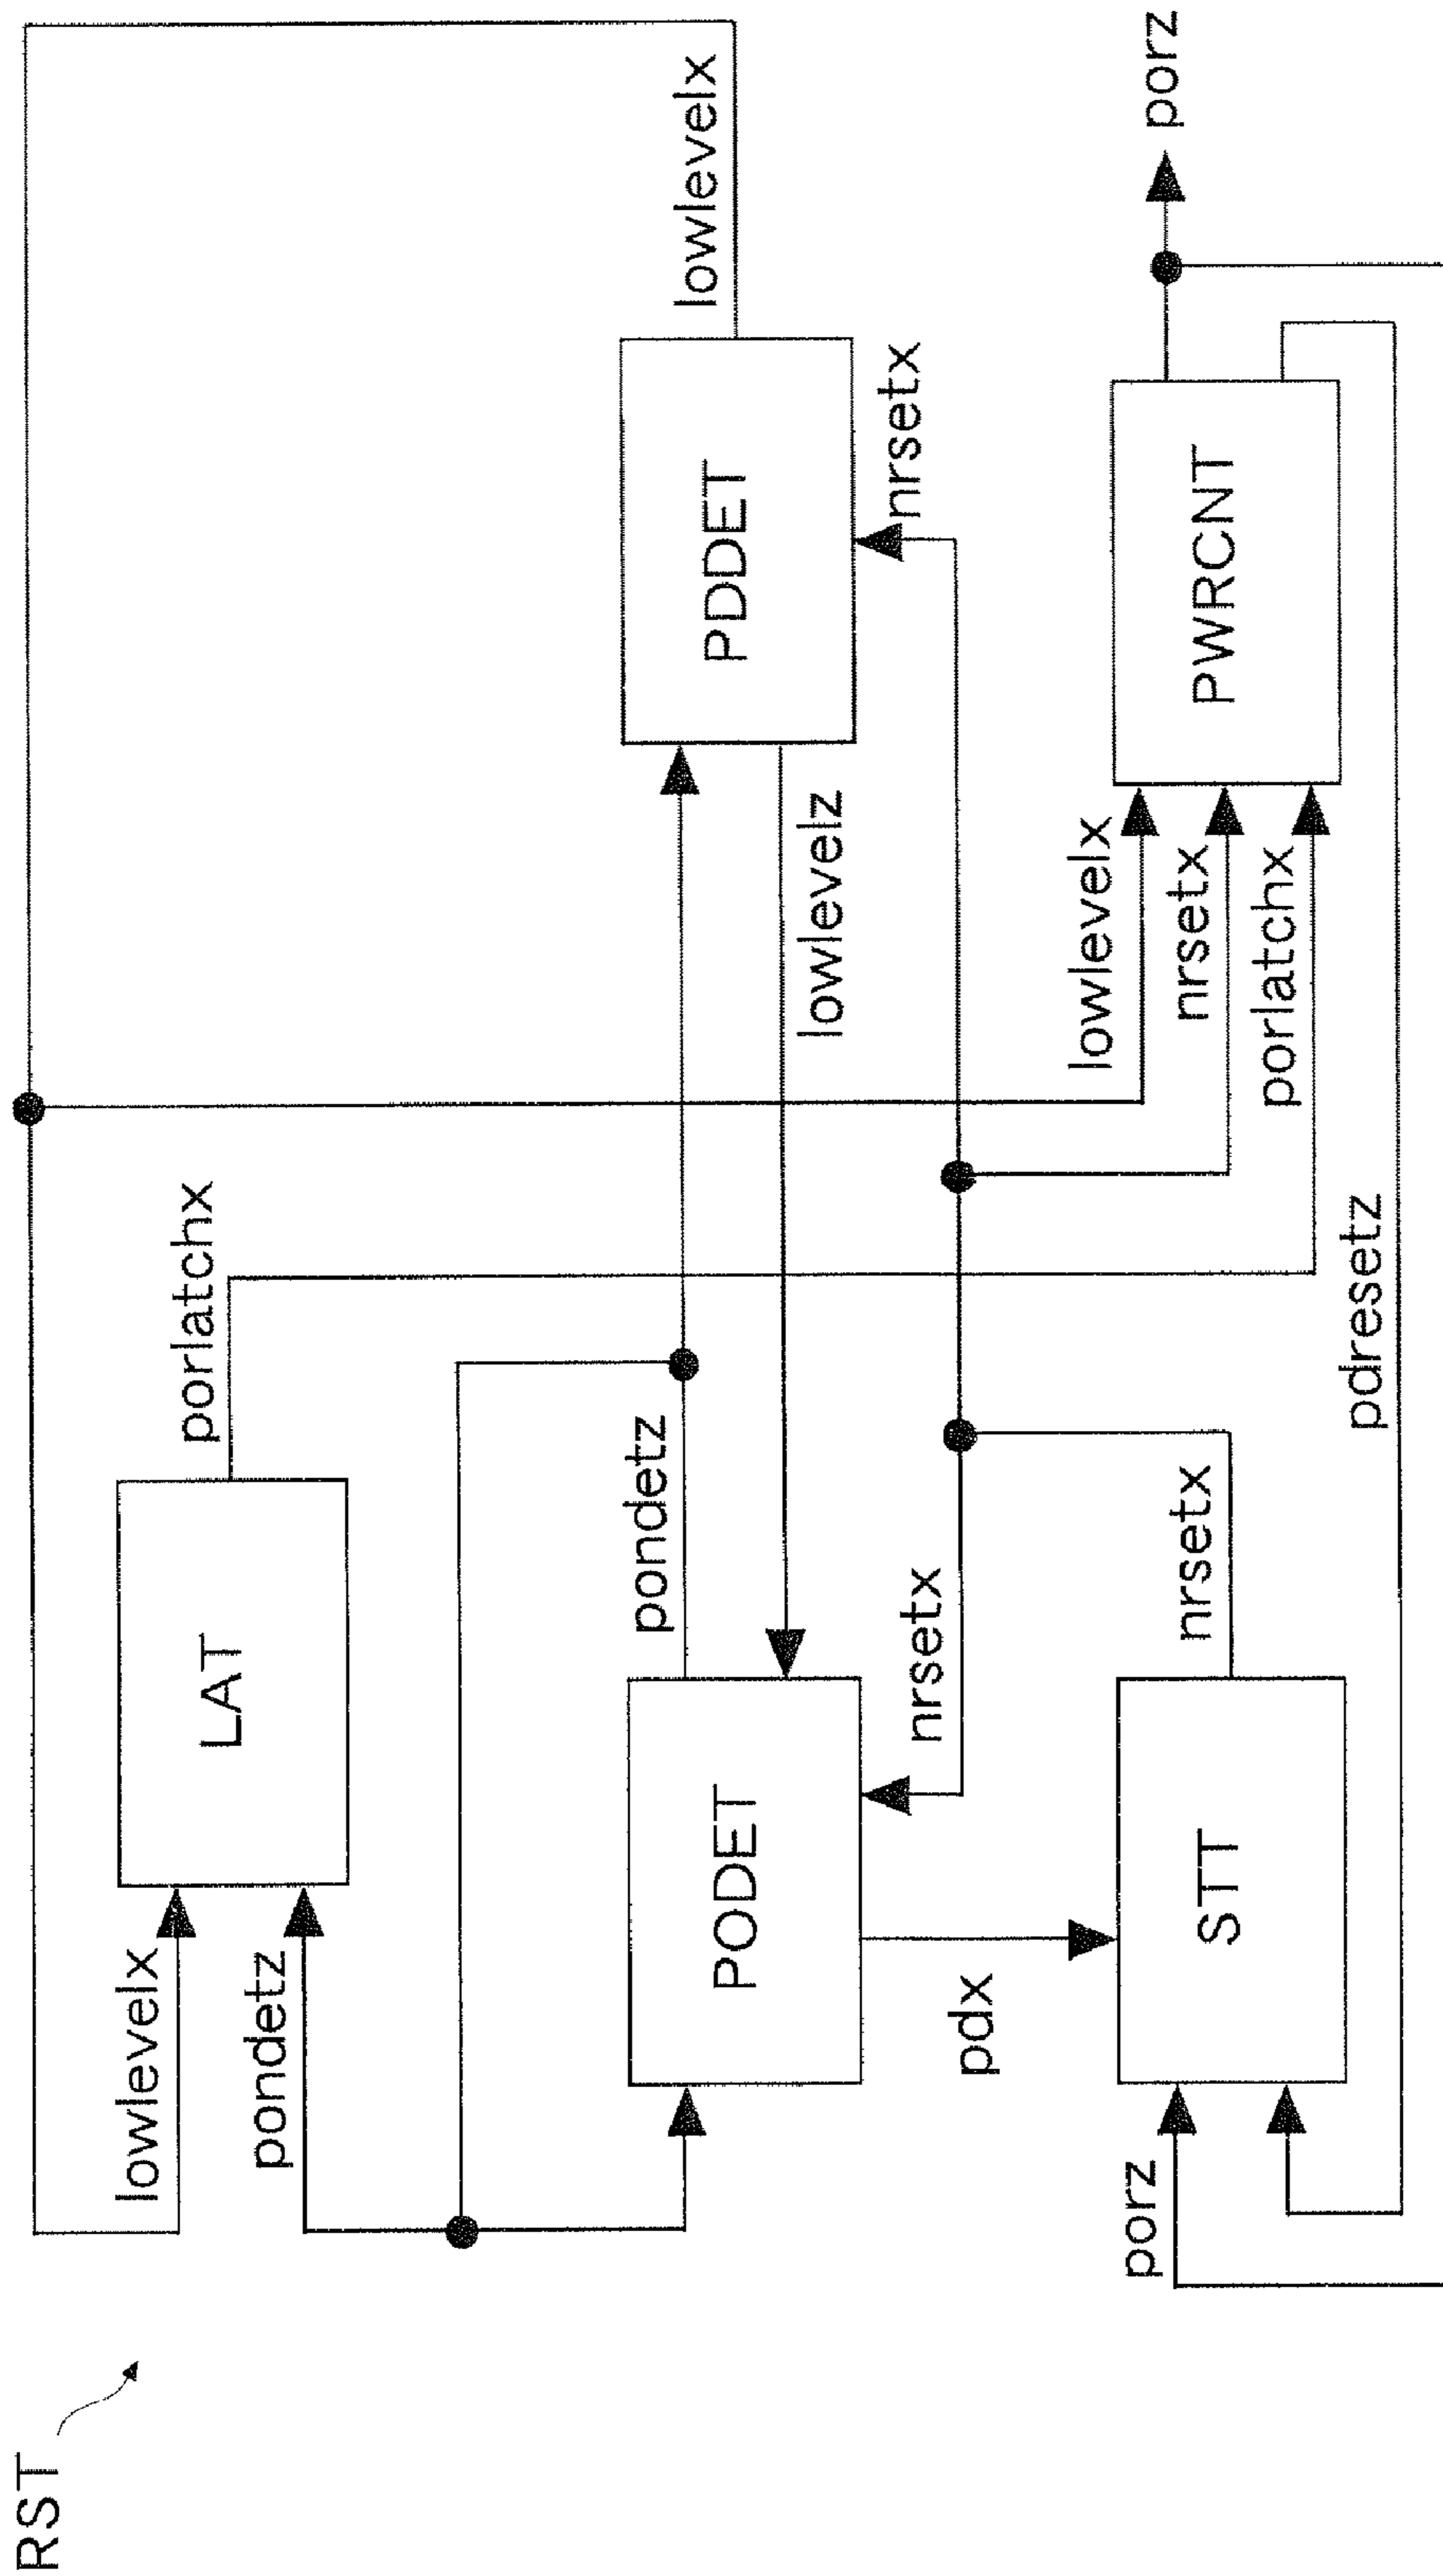 RST
lowlevelx
pondetz
LAT
porlatchx
lowlevelx
PODET
pondetz
lowlevelz
PDDET
nrsetx
nrsetx
pdx
porz
STT
nrsetx
lowlevelx
nrsetx
porlatchx
PWRCNT
porz
pdresetz